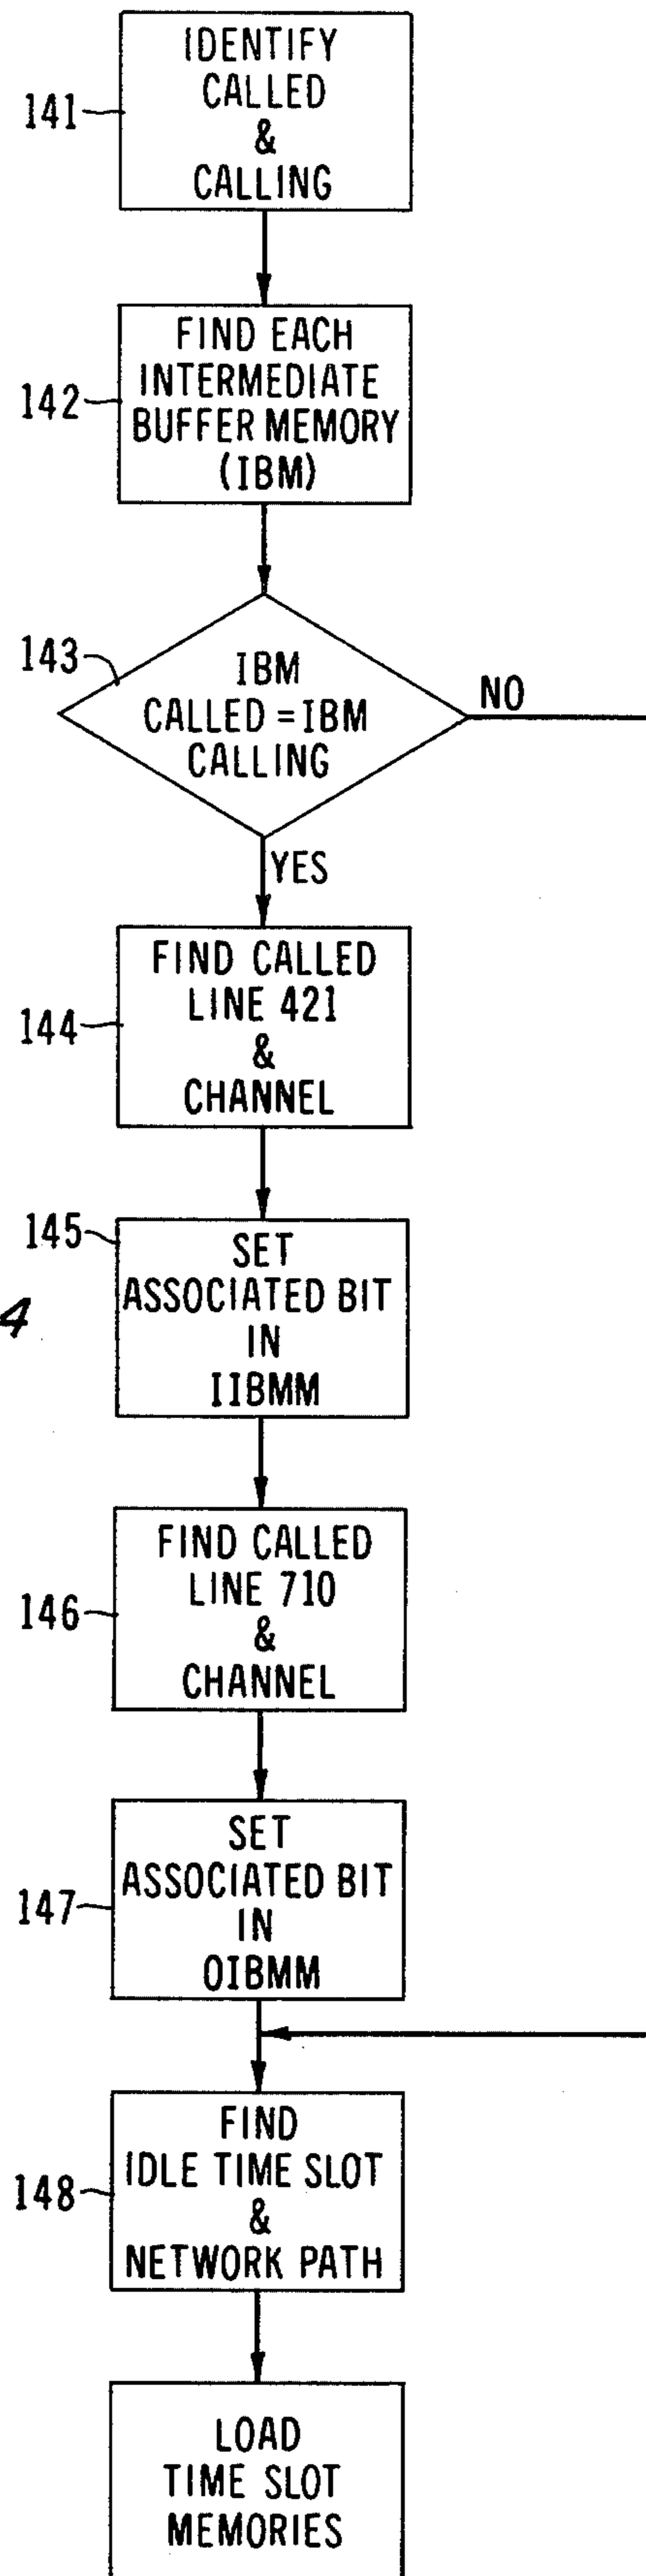 IDENTIFY
CALLED
&
CALLING
141
FIND EACH
INTERMEDIATE
BUFFER MEMORY
(IBM)
142
143
IBM
CALLED = IBM
CALLING
NO
YES
FIND CALLED
LINE 421
&
CHANNEL
144
145
SET
ASSOCIATED BIT
IN
IIBMM
4
FIND CALLED
LINE 710
&
CHANNEL
146
SET
ASSOCIATED BIT
IN
OIBMM
147
FIND
IDLE TIME SLOT
&
NETWORK PATH
148
LOAD
TIME SLOT
MEMORIES